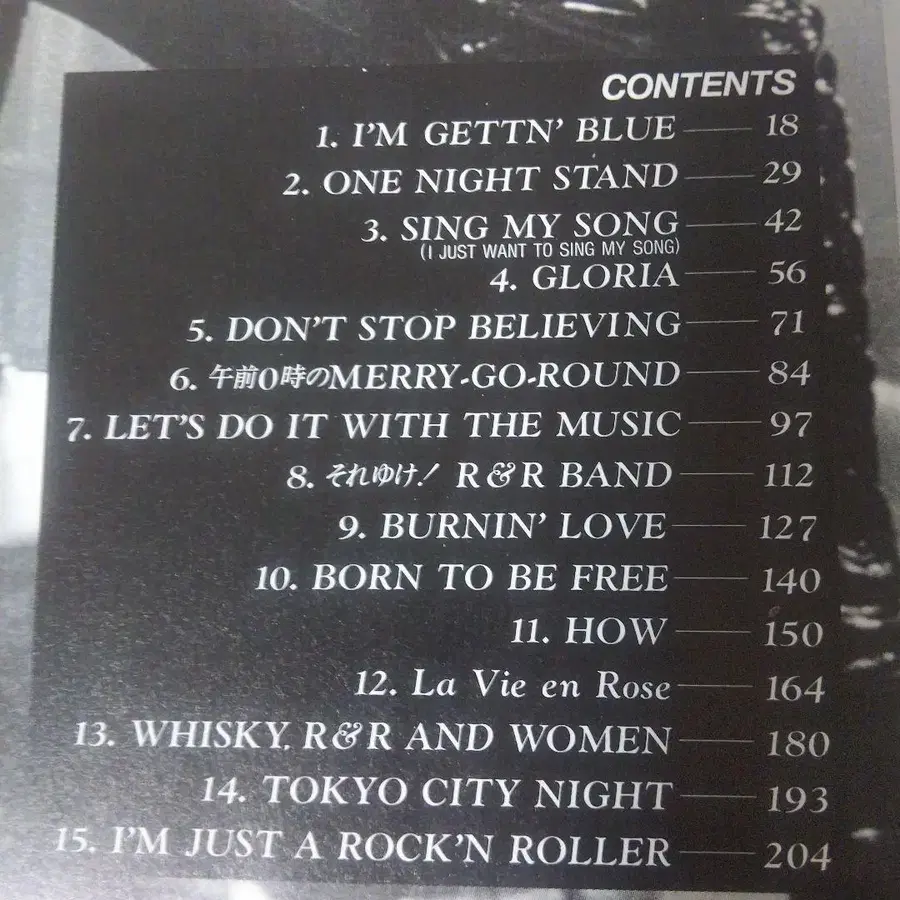 CONTENTS
1. I'M GETTN' BLUE 18
2. ONE NIGHT STAND 29
3. SING MY SONG 42
(I JUST WANT TO SING MY SONG)
4. GLORIA 56
5. DON'T STOP BELIEVING 71
6. 午前0時のMERRY-GO-ROUND 84
7. LET'S DO IT WITH THE MUSIC 97
8. それゆけ! R&R BAND 112
9. BURNIN' LOVE 127
10. BORN TO BE FREE 140
11. HOW 150
12. La Vie en Rose 164
13. WHISKY, R&R AND WOMEN 180
14. TOKYO CITY NIGHT 193
15. I'M JUST A ROCK'N ROLLER 204